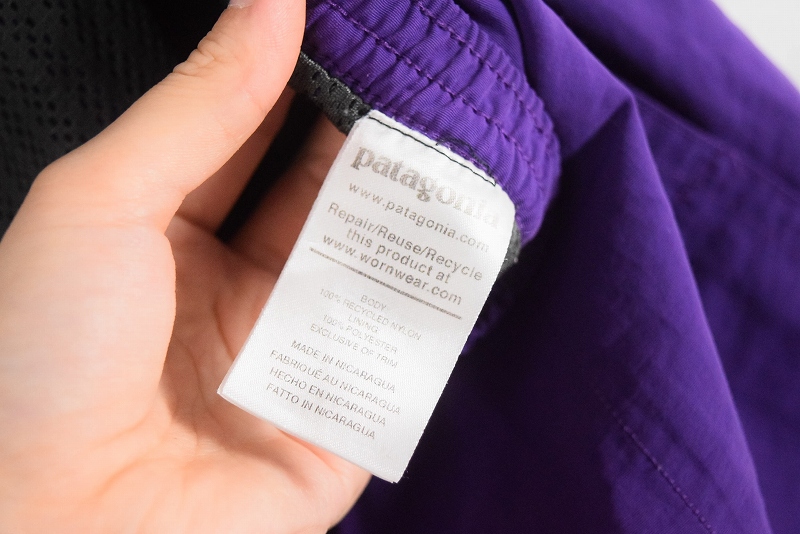 patagonia
www.patagonia.com
Repair/Reuse/Recycle
this product at
www.wornwear.com
BODY:
100% RECYCLED NYLON
LINING:
100% POLYESTER
EXCLUSIVE OF TRIM
MADE IN NICARAGUA
FABRIQUÉ AU NICARAGUA
HECHO EN NICARAGUA
FATTO IN NICARAGUA